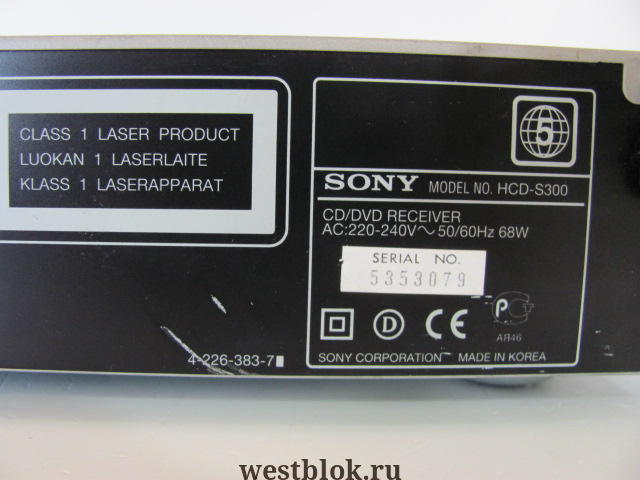 CLASS 1 LASER PRODUCT
LUOKAN 1 LASERLAITE
KLASS 1 LASERAPPARAT
5
SONY MODEL NO. HCD-S300
CD/DVD RECEIVER
AC:220-240V～ 50/60Hz 68W
SERIAL NO.
5353079
D CE PCT
АЯ46
4-226-383-7
SONY CORPORATION MADE IN KOREA
westblok.ru